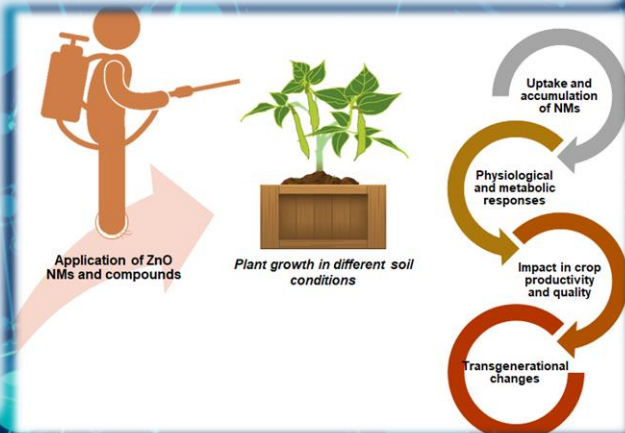 Application of ZnO
NMs and compounds
Plant growth in different soil
conditions
Uptake and
accumulation
of NMs
Physiological
and metabolic
responses
Impact in crop
productivity
and quality
Transgenerational
changes